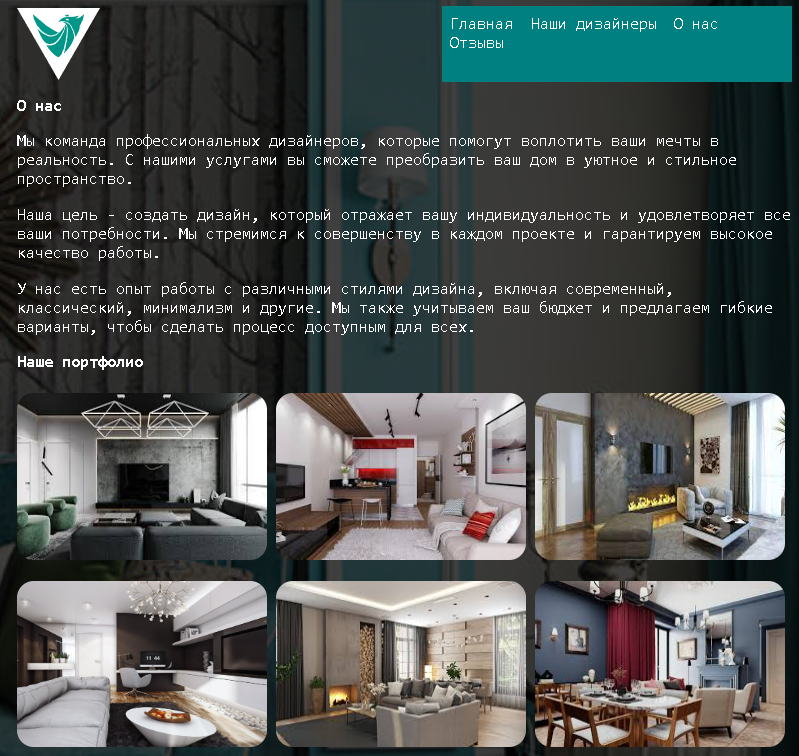 Главная Наши дизайнеры О нас
Отзывы
О нас
Мы команда профессиональных дизайнеров, которые помогут воплотить ваши мечты в
реальность. С нашими услугами вы сможете преобразить ваш дом в уютное и стильное
пространство.
Наша цель - создать дизайн, который отражает вашу индивидуальность и удовлетворяет все
ваши потребности. Мы стремимся к совершенству в каждом проекте и гарантируем высокое
качество работы.
У нас есть опыт работы с различными стилями дизайна, включая современный,
классический, минимализм и другие. Мы также учитываем ваш бюджет и предлагаем гибкие
варианты, чтобы сделать процесс доступным для всех.
Наше портфолио
11 44